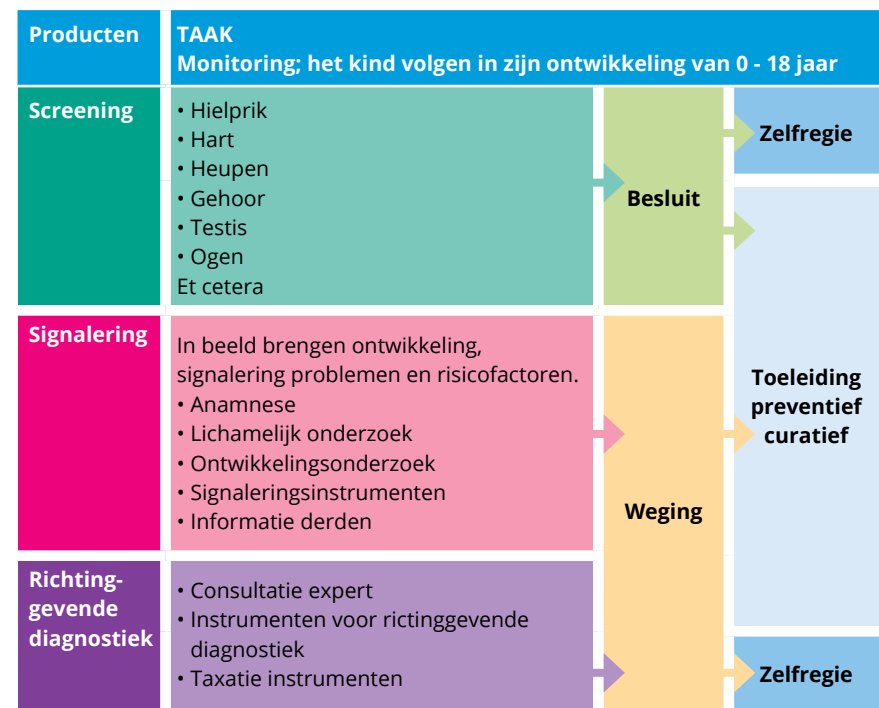 Producten
TAAK
Monitoring; het kind volgen in zijn ontwikkeling van 0 - 18 jaar
Screening
• Hielprik
• Hart
• Heupen
• Gehoor
• Testis
• Ogen
Et cetera
Besluit
Zelfregie
Signalering
In beeld brengen ontwikkeling,
signalering problemen en risicofactoren.
• Anamnese
• Lichamelijk onderzoek
• Ontwikkelingsonderzoek
• Signaleringsinstrumenten
• Informatie derden
Weging
Toeleiding
preventief
curatief
Richting-
gevende
diagnostiek
• Consultatie expert
• Instrumenten voor rictinggevende
diagnostiek
• Taxatie instrumenten
Zelfregie